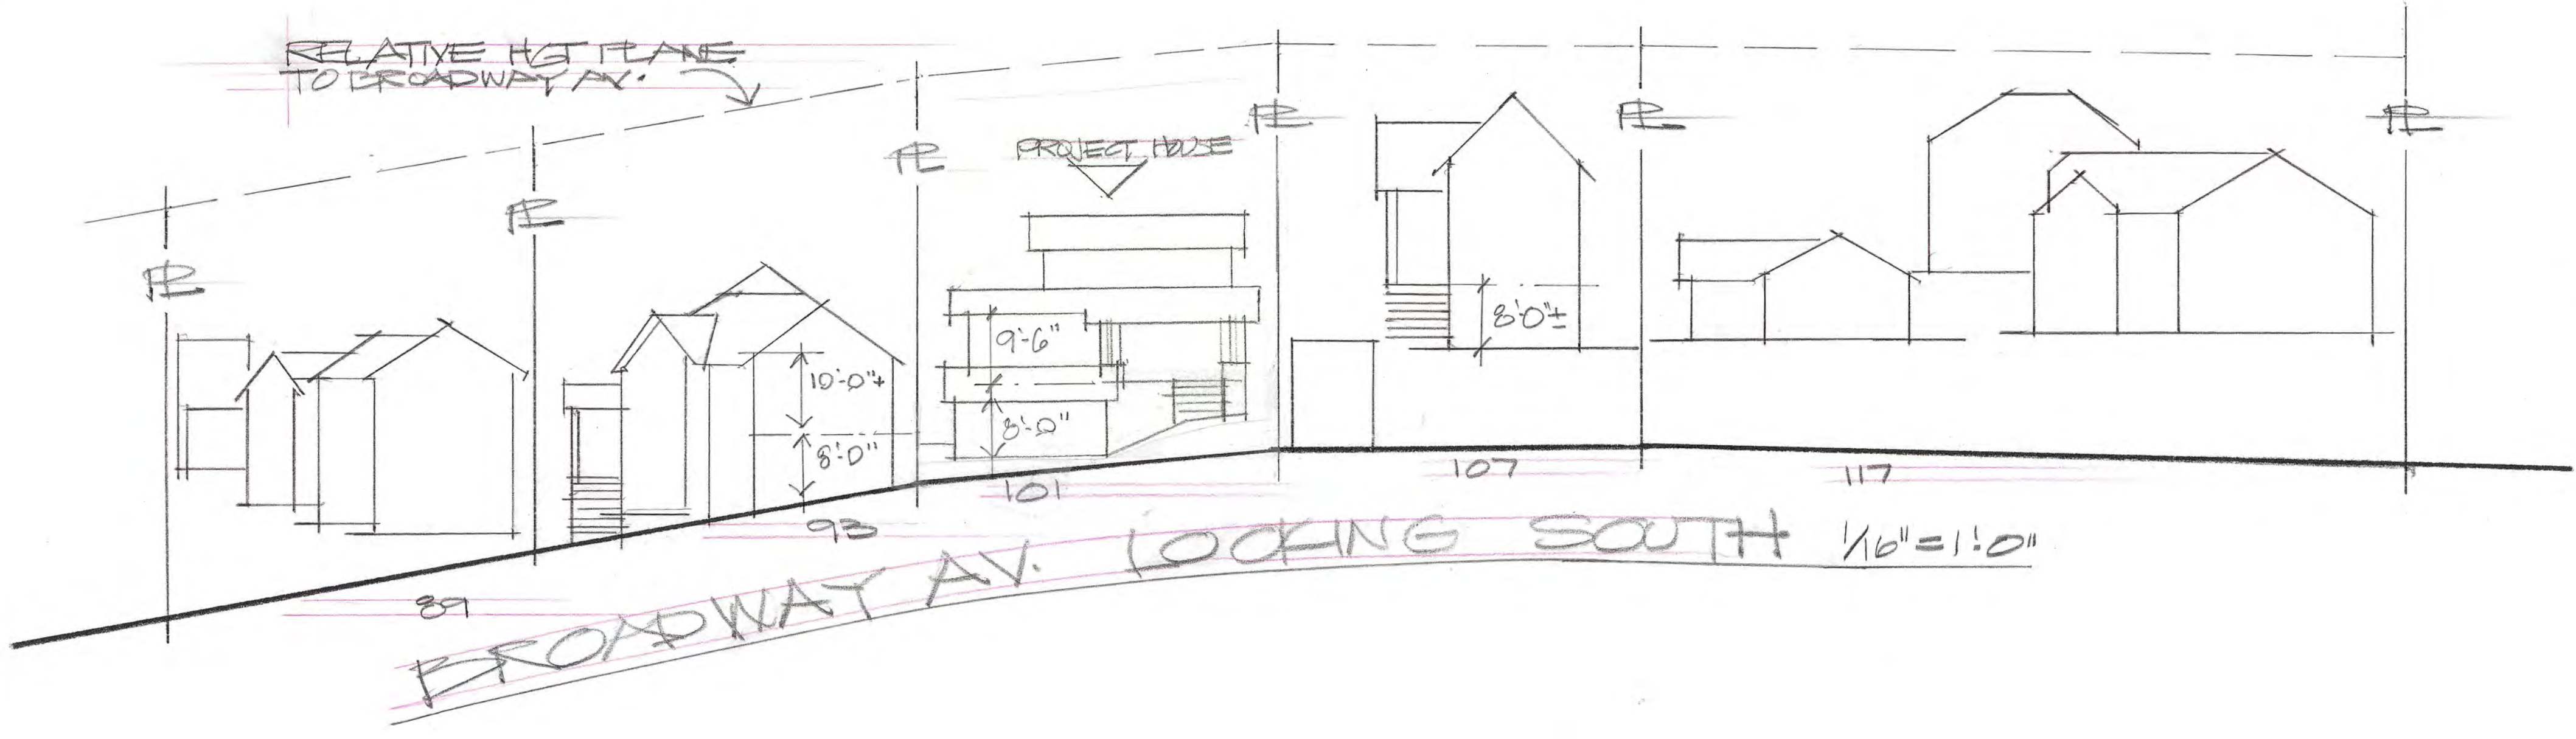 RELATIVE HGT PLANE
TO BROADWAY AV.
PL
PL
PL
PROJECT HOUSE
PL
PL
PL
10'-0"±
8'-0"
9'-6"
8'-0"
8'-0"±
89
93
101
107
117
BROADWAY AV. LOOKING SOUTH 1/16"=1'-0"